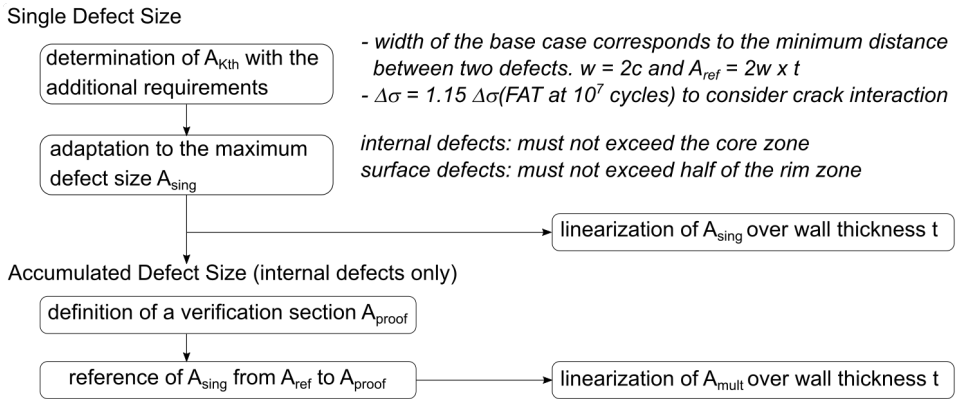 Single Defect Size
determination of A_Kth with the
additional requirements
- width of the base case corresponds to the minimum distance
between two defects. w = 2c and A_ref = 2w x t
- Δσ = 1.15 Δσ(FAT at 10⁷ cycles) to consider crack interaction
adaptation to the maximum
defect size A_sing
internal defects: must not exceed the core zone
surface defects: must not exceed half of the rim zone
linearization of A_sing over wall thickness t
Accumulated Defect Size (internal defects only)
definition of a verification section A_proof
reference of A_sing from A_ref to A_proof
linearization of A_mult over wall thickness t